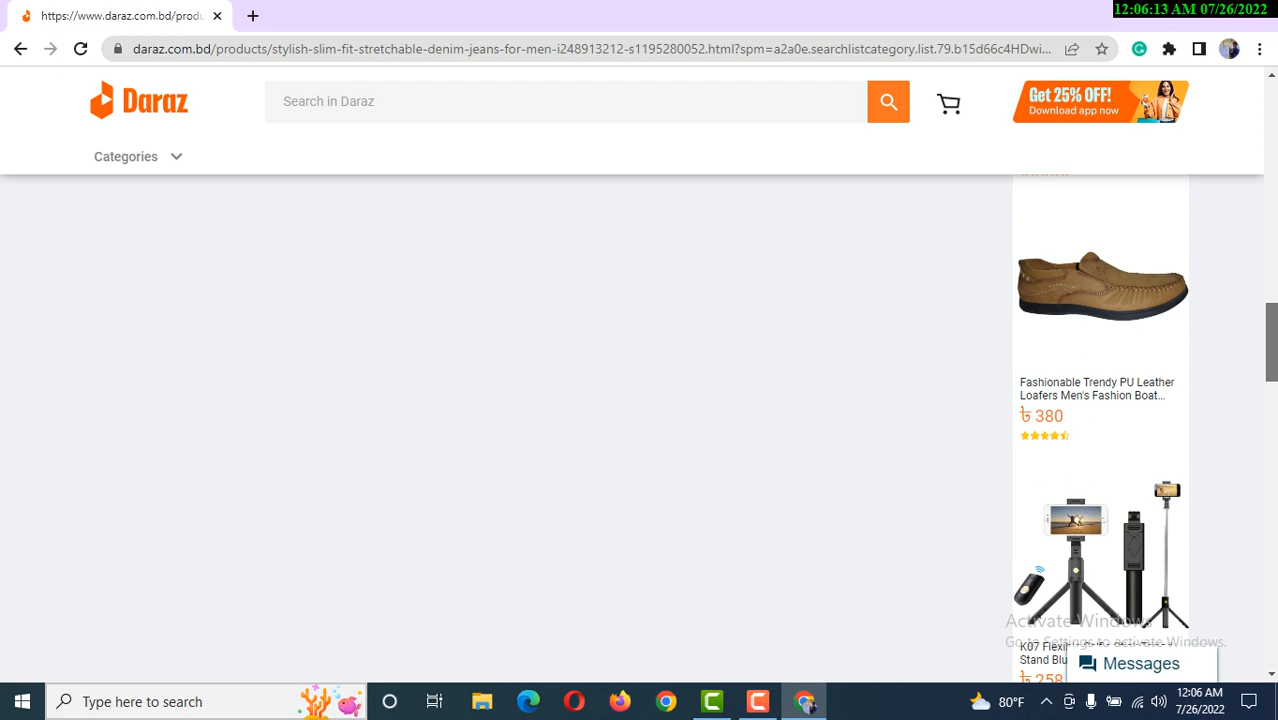 12:06:13 AM 07/26/2022
https://www.daraz.com.bd/produ
daraz.com.bd/products/stylish-slim-fit-stretchable-denim-jeans-for-men-i248913212-s1195280052.html?spm=a2a0e.searchlistcategory.list.79.b15d66c4HDwi...
Daraz
Search in Daraz
Get 25% OFF!
Download app now
Categories
Fashionable Trendy PU Leather
Loafers Men's Fashion Boat...
৳ 380
Activate Windows
Go to Settings to activate Windows.
Stand Blu
৳ 258
Messages
Type here to search
80°F
12:06 AM
7/26/2022